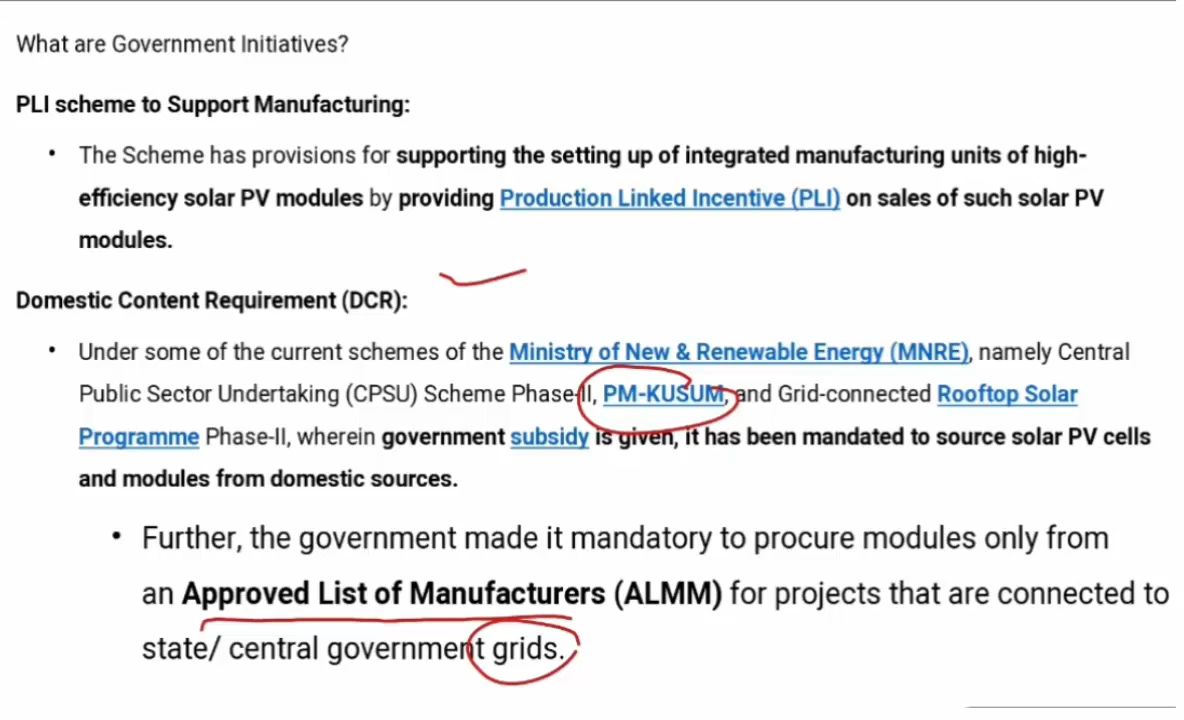 What are Government Initiatives?
PLI scheme to Support Manufacturing:
• The Scheme has provisions for supporting the setting up of integrated manufacturing units of high-
efficiency solar PV modules by providing Production Linked Incentive (PLI) on sales of such solar PV
modules.
Domestic Content Requirement (DCR):
• Under some of the current schemes of the Ministry of New & Renewable Energy (MNRE), namely Central
Public Sector Undertaking (CPSU) Scheme Phase-II, PM-KUSUM, and Grid-connected Rooftop Solar
Programme Phase-II, wherein government subsidy is given, it has been mandated to source solar PV cells
and modules from domestic sources.
• Further, the government made it mandatory to procure modules only from
an Approved List of Manufacturers (ALMM) for projects that are connected to
state/ central government grids.